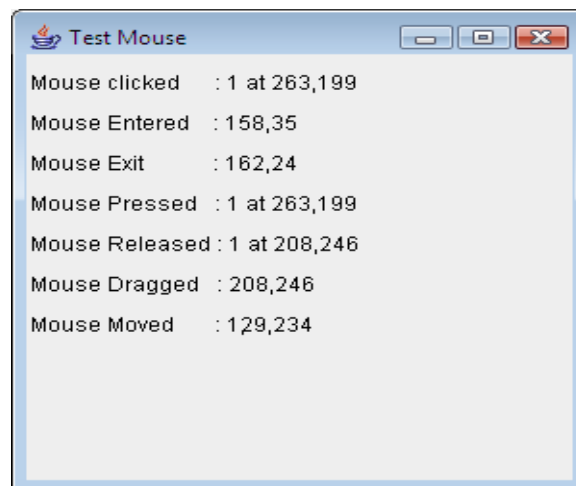 Test Mouse
Mouse clicked : 1 at 263,199
Mouse Entered : 158,35
Mouse Exit : 162,24
Mouse Pressed : 1 at 263,199
Mouse Released : 1 at 208,246
Mouse Dragged : 208,246
Mouse Moved : 129,234